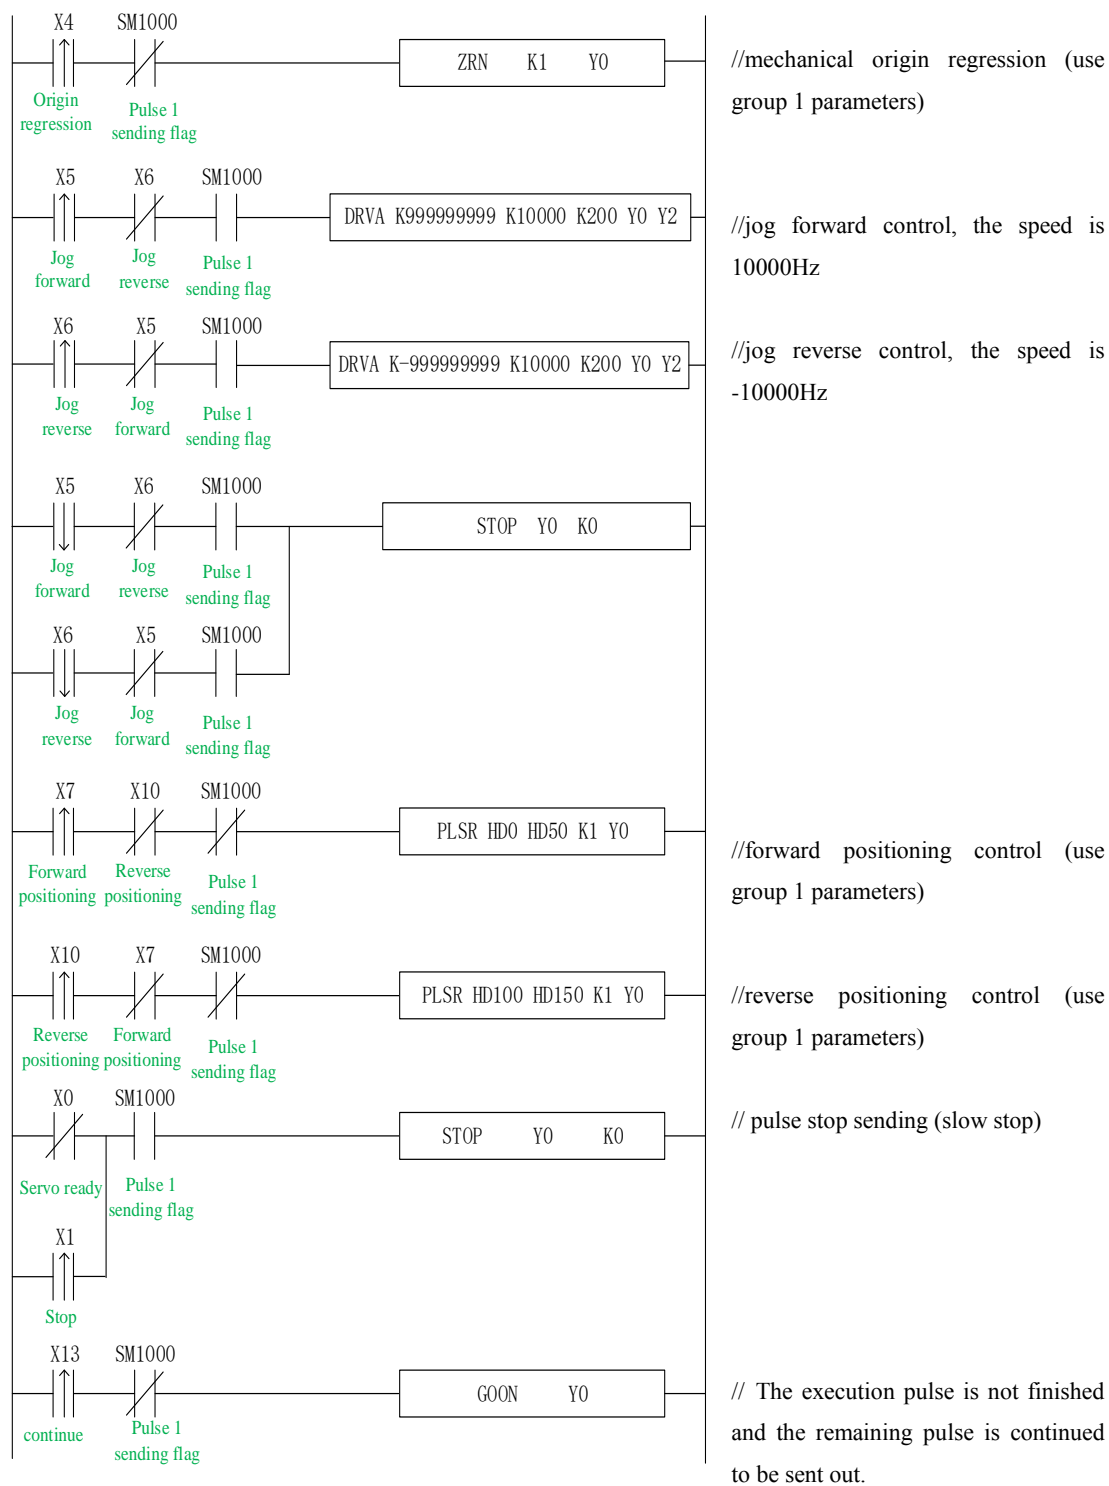 X4 SM1000
ZRN K1 Y0
Origin
regression
Pulse 1
sending flag
//mechanical origin regression (use
group 1 parameters)
X5 X6 SM1000
DRVA K999999999 K10000 K200 Y0 Y2
Jog
forward
Jog
reverse
Pulse 1
sending flag
//jog forward control, the speed is
10000Hz
X6 X5 SM1000
DRVA K-999999999 K10000 K200 Y0 Y2
Jog
reverse
Jog
forward
Pulse 1
sending flag
//jog reverse control, the speed is
-10000Hz
X5 X6 SM1000
STOP Y0 K0
Jog
forward
Jog
reverse
Pulse 1
sending flag
X6 X5 SM1000
Jog
reverse
Jog
forward
Pulse 1
sending flag
X7 X10 SM1000
PLSR HD0 HD50 K1 Y0
Forward
positioning
Reverse
positioning
Pulse 1
sending flag
//forward positioning control (use
group 1 parameters)
X10 X7 SM1000
PLSR HD100 HD150 K1 Y0
Reverse
positioning
Forward
positioning
Pulse 1
sending flag
//reverse positioning control (use
group 1 parameters)
X0 SM1000
STOP Y0 K0
Servo ready
Pulse 1
sending flag
// pulse stop sending (slow stop)
X1
Stop
X13 SM1000
GOON Y0
continue
Pulse 1
sending flag
// The execution pulse is not finished
and the remaining pulse is continued
to be sent out.